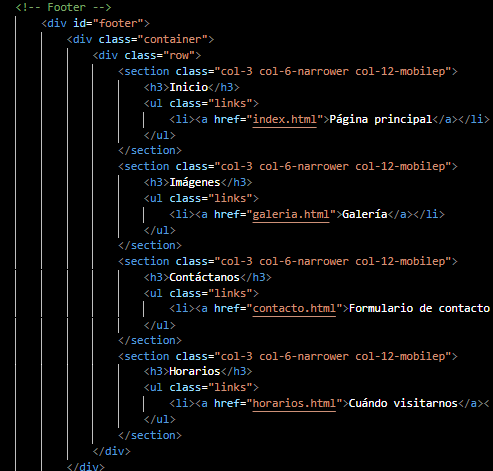 <!-- Footer -->
<div id="footer">
<div class="container">
<div class="row">
<section class="col-3 col-6-narrower col-12-mobilep">
<h3>Inicio</h3>
<ul class="links">
<li><a href="index.html">Página principal</a></li>
</ul>
</section>
<section class="col-3 col-6-narrower col-12-mobilep">
<h3>Imágenes</h3>
<ul class="links">
<li><a href="galeria.html">Galería</a></li>
</ul>
</section>
<section class="col-3 col-6-narrower col-12-mobilep">
<h3>Contáctanos</h3>
<ul class="links">
<li><a href="contacto.html">Formulario de contacto
</ul>
</section>
<section class="col-3 col-6-narrower col-12-mobilep">
<h3>Horarios</h3>
<ul class="links">
<li><a href="horarios.html">Cuándo visitarnos</a><
</ul>
</section>
</div>
</div>